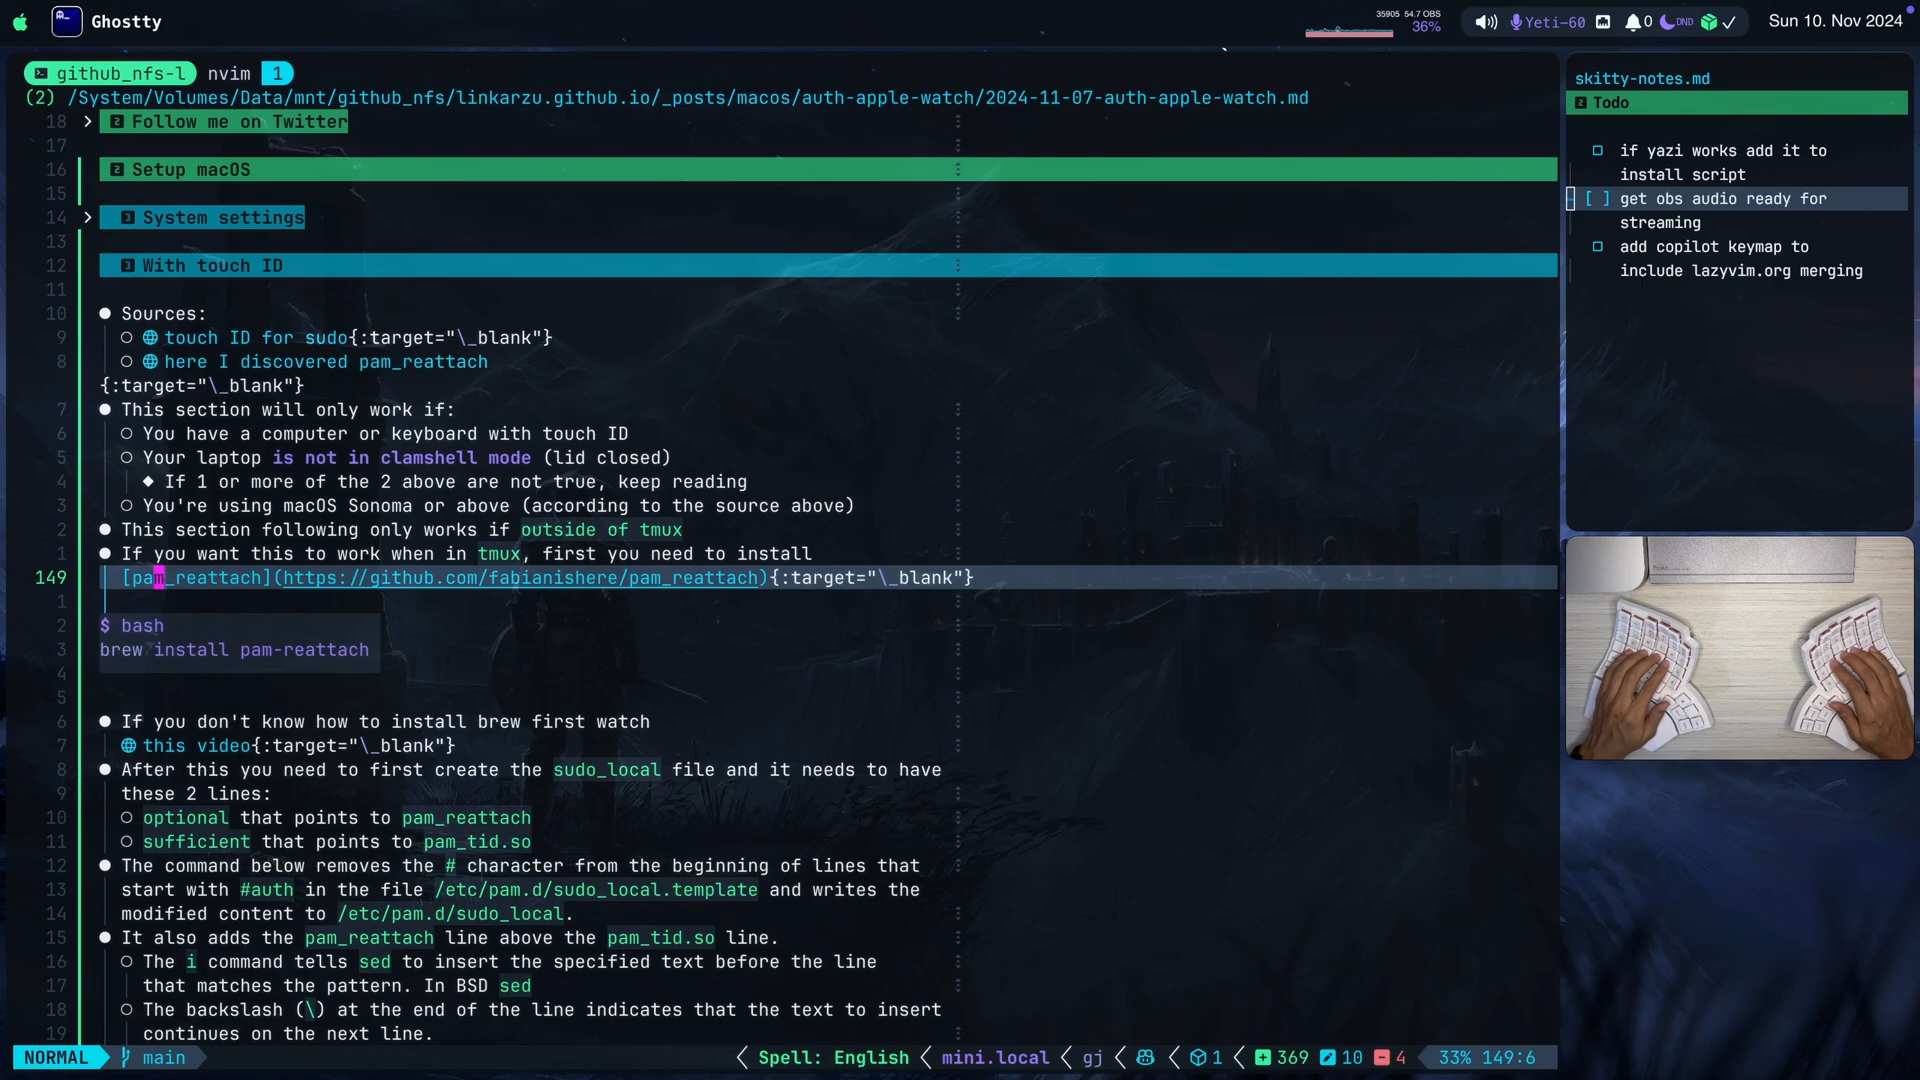 Ghostty
35905 54.7 OBS
36%
Yeti-60
0
DND
Sun 10. Nov 2024
github_nfs-l nvim 1
(2) /System/Volumes/Data/mnt/github_nfs/linkarzu.github.io/_posts/macos/auth-apple-watch/2024-11-07-auth-apple-watch.md
18 > 2 Follow me on Twitter
17
16 2 Setup macOS
15
14 > 3 System settings
13
12 3 With touch ID
11
10 ● Sources:
9 ○ touch ID for sudo{:target="\_blank"}
8 ○ here I discovered pam_reattach
{:target="\_blank"}
7 ● This section will only work if:
6 ○ You have a computer or keyboard with touch ID
5 ○ Your laptop is not in clamshell mode (lid closed)
4 ◆ If 1 or more of the 2 above are not true, keep reading
3 ○ You're using macOS Sonoma or above (according to the source above)
2 ● This section following only works if outside of tmux
1 ● If you want this to work when in tmux, first you need to install
149 [pam_reattach](https://github.com/fabianishere/pam_reattach){:target="\_blank"}
1
2 $ bash
3 brew install pam-reattach
4
5
6 ● If you don't know how to install brew first watch
7 this video{:target="\_blank"}
8 ● After this you need to first create the sudo_local file and it needs to have
9 these 2 lines:
10 ○ optional that points to pam_reattach
11 ○ sufficient that points to pam_tid.so
12 ● The command below removes the # character from the beginning of lines that
13 start with #auth in the file /etc/pam.d/sudo_local.template and writes the
14 modified content to /etc/pam.d/sudo_local.
15 ● It also adds the pam_reattach line above the pam_tid.so line.
16 ○ The i command tells sed to insert the specified text before the line
17 that matches the pattern. In BSD sed
18 ○ The backslash (\) at the end of the line indicates that the text to insert
19 continues on the next line.
NORMAL main
Spell: English mini.local gj 1 369 10 4 33% 149:6
skitty-notes.md
2 Todo
if yazi works add it to
install script
[ ] get obs audio ready for
streaming
add copilot keymap to
include lazyvim.org merging